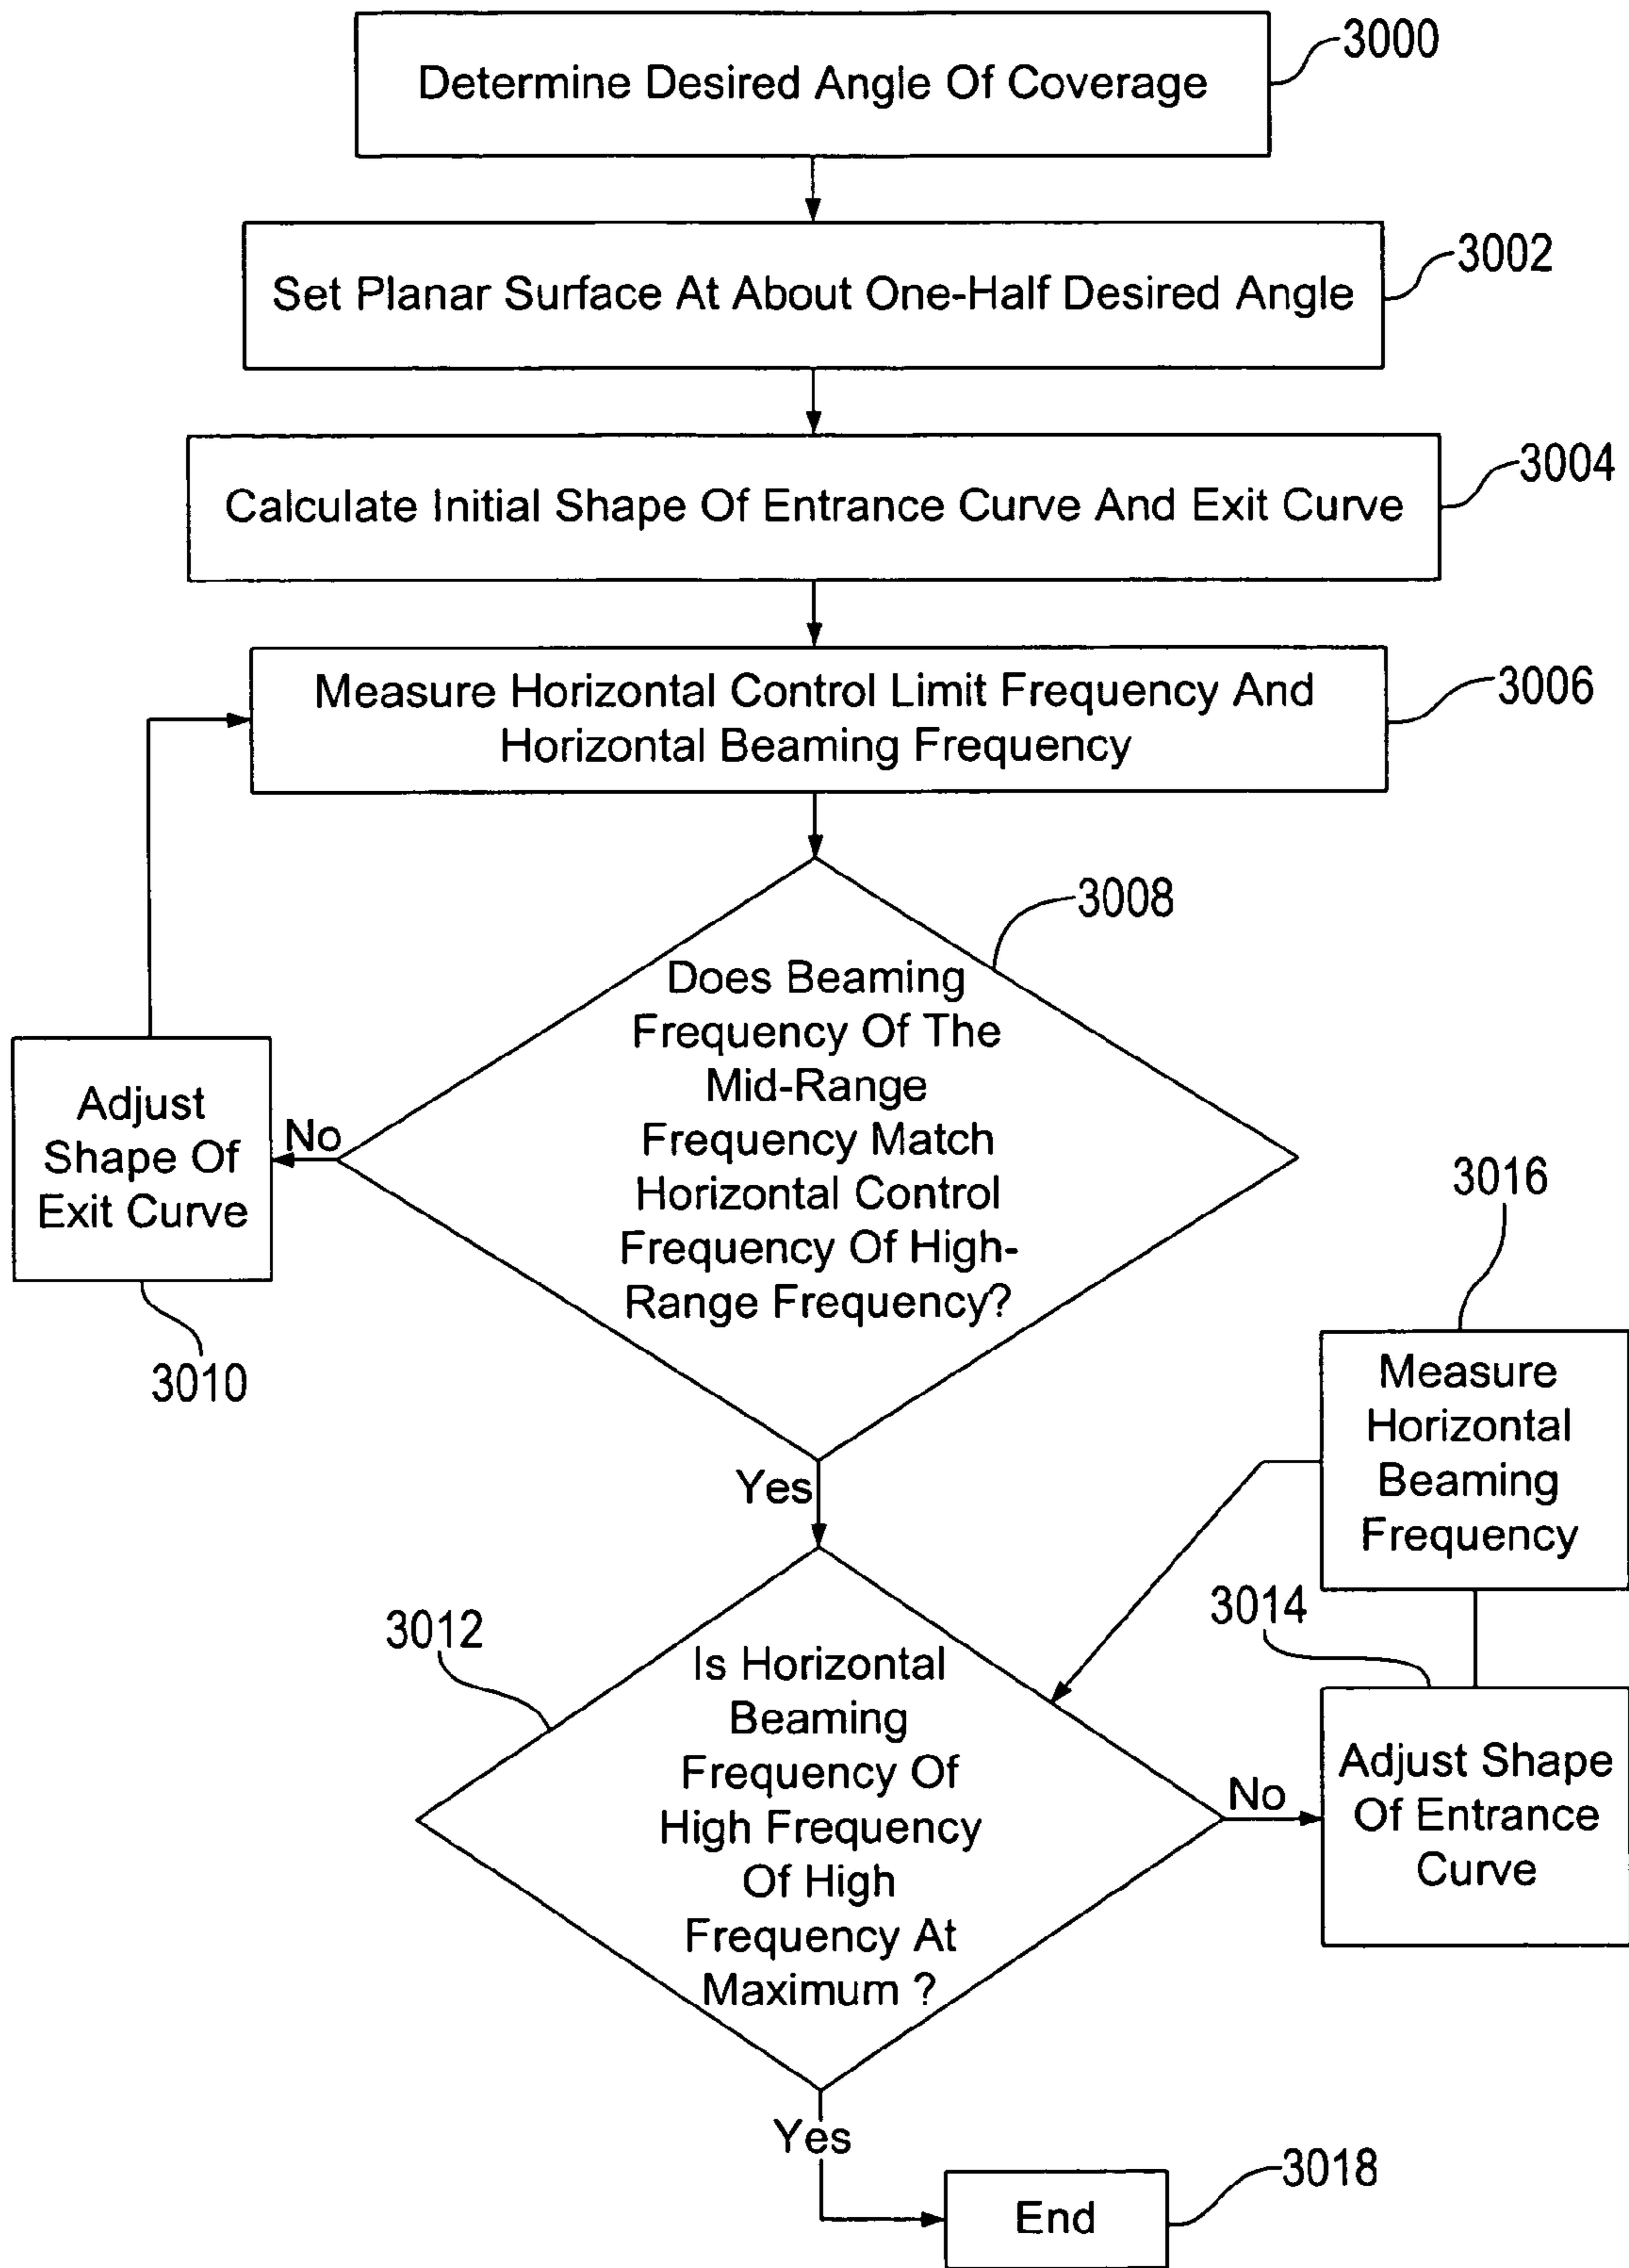 Determine Desired Angle Of Coverage
3000
Set Planar Surface At About One-Half Desired Angle
3002
Calculate Initial Shape Of Entrance Curve And Exit Curve
3004
Measure Horizontal Control Limit Frequency And
Horizontal Beaming Frequency
3006
3008
Does Beaming
Frequency Of The
Mid-Range
Frequency Match
Horizontal Control
Frequency Of High-
Range Frequency?
No
Adjust
Shape Of
Exit Curve
3010
Yes
3012
Is Horizontal
Beaming
Frequency Of
High Frequency
Of High
Frequency At
Maximum ?
No
3014
Adjust Shape
Of Entrance
Curve
3016
Measure
Horizontal
Beaming
Frequency
Yes
End
3018